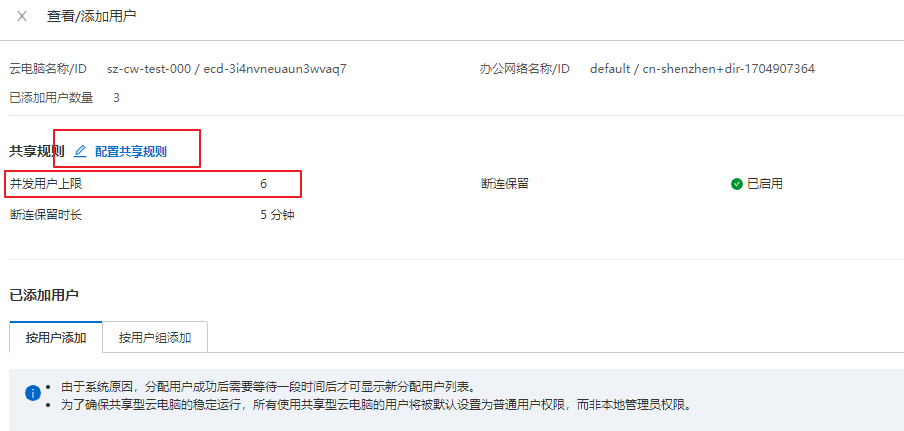 查看/添加用户
云电脑名称/ID sz-cw-test-000 / ecd-3i4nvneuaun3wvaq7 办公网络名称/ID default / cn-shenzhen+dir-1704907364
已添加用户数量 3
共享规则 配置共享规则
并发用户上限 6 断连保留 已启用
断连保留时长 5 分钟
已添加用户
按用户添加 按用户组添加
由于系统原因，分配用户成功后需要等待一段时间后才可显示新分配用户列表。
为了确保共享型云电脑的稳定运行，所有使用共享型云电脑的用户将被默认设置为普通用户权限，而非本地管理员权限。